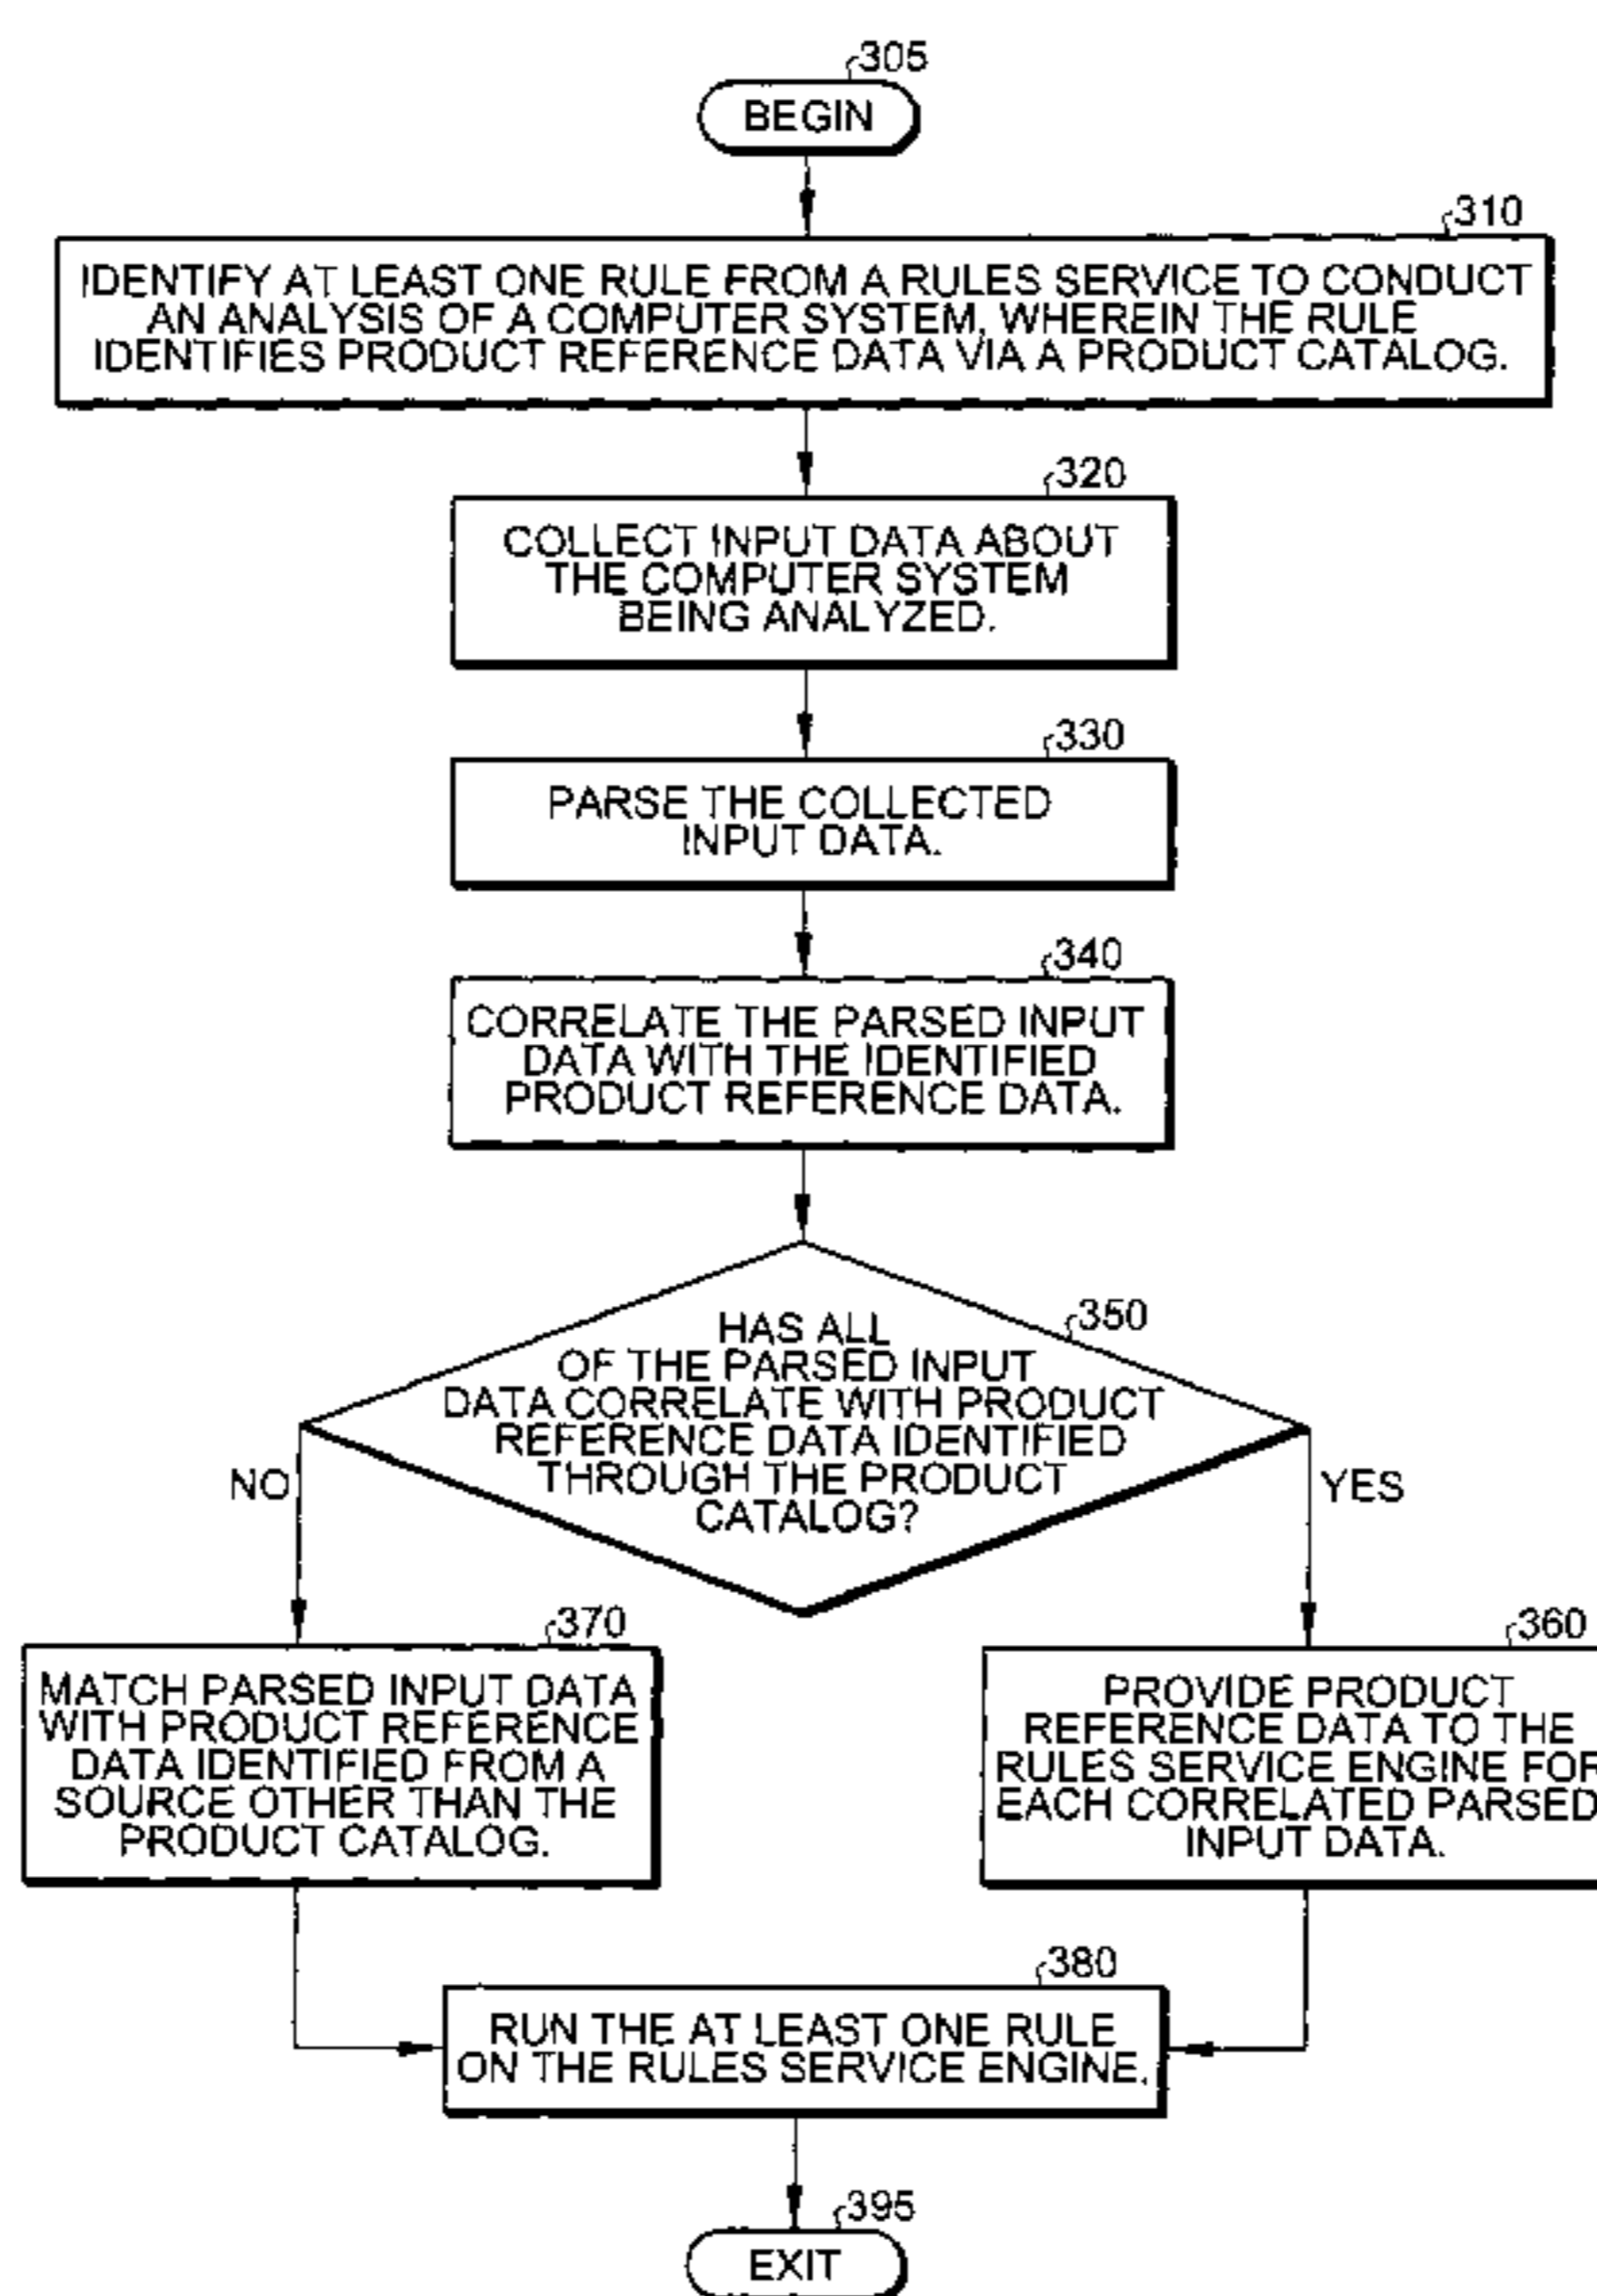 305
BEGIN
310
IDENTIFY AT LEAST ONE RULE FROM A RULES SERVICE TO CONDUCT
AN ANALYSIS OF A COMPUTER SYSTEM, WHEREIN THE RULE
IDENTIFIES PRODUCT REFERENCE DATA VIA A PRODUCT CATALOG.
320
COLLECT INPUT DATA ABOUT
THE COMPUTER SYSTEM
BEING ANALYZED.
330
PARSE THE COLLECTED
INPUT DATA.
340
CORRELATE THE PARSED INPUT
DATA WITH THE IDENTIFIED
PRODUCT REFERENCE DATA.
350
HAS ALL
OF THE PARSED INPUT
DATA CORRELATE WITH PRODUCT
REFERENCE DATA IDENTIFIED
THROUGH THE PRODUCT
CATALOG?
NO
YES
370
MATCH PARSED INPUT DATA
WITH PRODUCT REFERENCE
DATA IDENTIFIED FROM A
SOURCE OTHER THAN THE
PRODUCT CATALOG.
360
PROVIDE PRODUCT
REFERENCE DATA TO THE
RULES SERVICE ENGINE FOR
EACH CORRELATED PARSED
INPUT DATA.
380
RUN THE AT LEAST ONE RULE
ON THE RULES SERVICE ENGINE.
395
EXIT